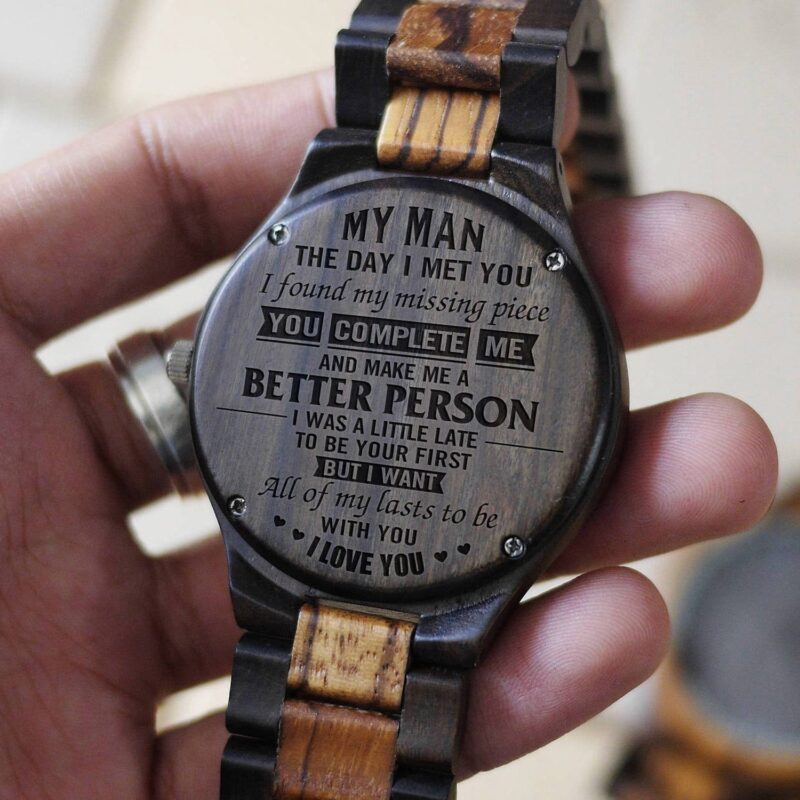 MY MAN
THE DAY I MET YOU
I found my missing piece
YOU COMPLETE ME
AND MAKE ME A
BETTER PERSON
I WAS A LITTLE LATE
TO BE YOUR FIRST
BUT I WANT
All of my lasts to be
WITH YOU
I LOVE YOU